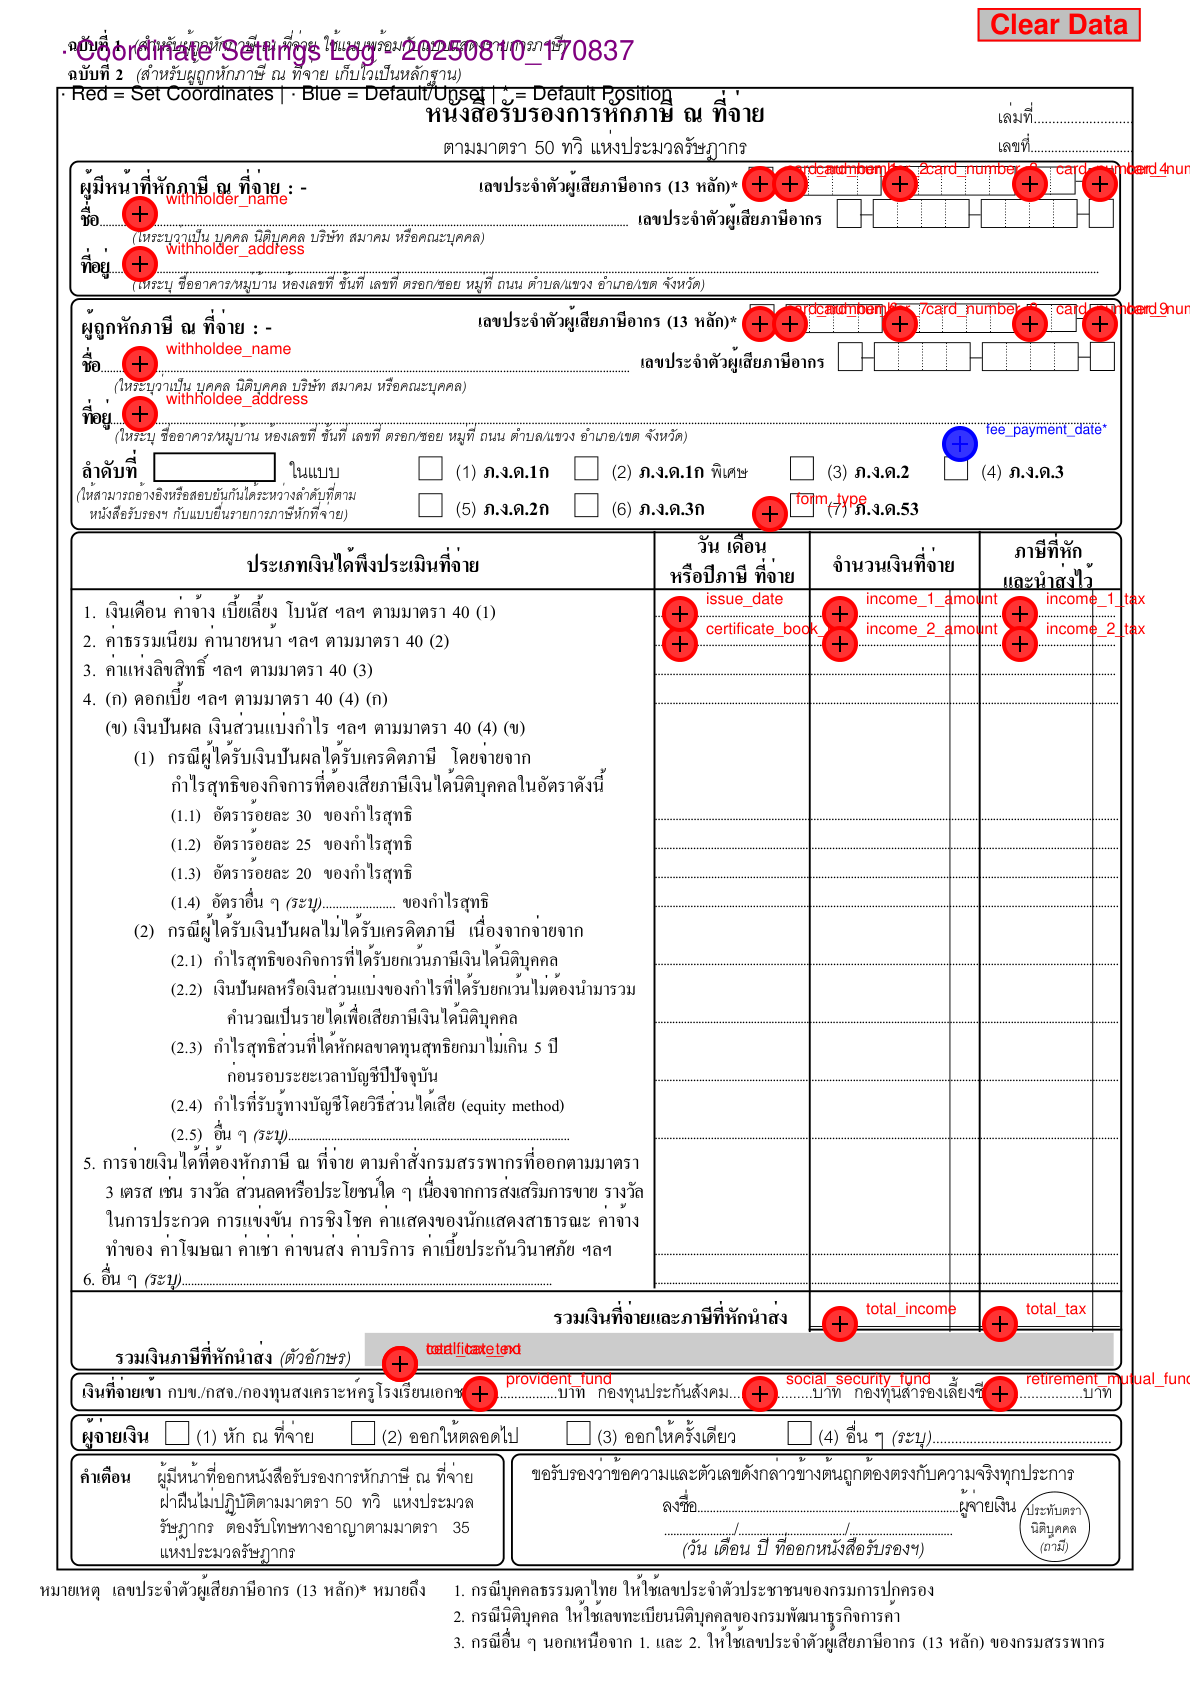 Clear Data
ฉบับที่ 1 (สำหรับผู้ถูกหักภาษี ณ ที่จ่าย ใช้แนบพร้อมกับแบบแสดงรายการภาษี)
· Coordinate Settings Log - 20250810_170837
ฉบับที่ 2 (สำหรับผู้ถูกหักภาษี ณ ที่จ่าย เก็บไว้เป็นหลักฐาน)
· Red = Set Coordinates | · Blue = Default/Unset | * = Default Position
หนังสือรับรองการหักภาษี ณ ที่จ่าย
เล่มที่
ตามมาตรา 50 ทวิ แห่งประมวลรัษฎากร
เลขที่
ผู้มีหน้าที่หักภาษี ณ ที่จ่าย : -
เลขประจำตัวผู้เสียภาษีอากร (13 หลัก)*
withholder_name
ชื่อ
เลขประจำตัวผู้เสียภาษีอากร
(ให้ระบุว่าเป็น บุคคล นิติบุคคล บริษัท สมาคม หรือคณะบุคคล)
withholder_address
ที่อยู่
(ให้ระบุ ชื่ออาคาร/หมู่บ้าน ห้องเลขที่ ชั้นที่ เลขที่ ตรอก/ซอย หมู่ที่ ถนน ตำบล/แขวง อำเภอ/เขต จังหวัด)
ผู้ถูกหักภาษี ณ ที่จ่าย : -
เลขประจำตัวผู้เสียภาษีอากร (13 หลัก)*
withholdee_name
ชื่อ
เลขประจำตัวผู้เสียภาษีอากร
(ให้ระบุว่าเป็น บุคคล นิติบุคคล บริษัท สมาคม หรือคณะบุคคล)
withholdee_address
ที่อยู่
(ให้ระบุ ชื่ออาคาร/หมู่บ้าน ห้องเลขที่ ชั้นที่ เลขที่ ตรอก/ซอย หมู่ที่ ถนน ตำบล/แขวง อำเภอ/เขต จังหวัด)
fee_payment_date*
ลำดับที่ ในแบบ (1) ภ.ง.ด.1ก (2) ภ.ง.ด.1ก พิเศษ (3) ภ.ง.ด.2 (4) ภ.ง.ด.3
(ให้สามารถอ้างอิงหรือสอบยันกันได้ระหว่างลำดับที่ตาม
หนังสือรับรองฯ กับแบบยื่นรายการภาษีหักที่จ่าย)
form_type
(5) ภ.ง.ด.2ก (6) ภ.ง.ด.3ก (7) ภ.ง.ด.53
ประเภทเงินได้พึงประเมินที่จ่าย
วัน เดือน
หรือปีภาษี ที่จ่าย
จำนวนเงินที่จ่าย
ภาษีที่หัก
และนำส่งไว้
issue_date income_1_amount income_1_tax
1. เงินเดือน ค่าจ้าง เบี้ยเลี้ยง โบนัส ฯลฯ ตามมาตรา 40 (1)
certificate_book_ income_2_amount income_2_tax
2. ค่าธรรมเนียม ค่านายหน้า ฯลฯ ตามมาตรา 40 (2)
3. ค่าแห่งลิขสิทธิ์ ฯลฯ ตามมาตรา 40 (3)
4. (ก) ดอกเบี้ย ฯลฯ ตามมาตรา 40 (4) (ก)
(ข) เงินปันผล เงินส่วนแบ่งกำไร ฯลฯ ตามมาตรา 40 (4) (ข)
(1) กรณีผู้ได้รับเงินปันผลได้รับเครดิตภาษี โดยจ่ายจาก
กำไรสุทธิของกิจการที่ต้องเสียภาษีเงินได้นิติบุคคลในอัตราดังนี้
(1.1) อัตราร้อยละ 30 ของกำไรสุทธิ
(1.2) อัตราร้อยละ 25 ของกำไรสุทธิ
(1.3) อัตราร้อยละ 20 ของกำไรสุทธิ
(1.4) อัตราอื่น ๆ (ระบุ)...................... ของกำไรสุทธิ
(2) กรณีผู้ได้รับเงินปันผลไม่ได้รับเครดิตภาษี เนื่องจากจ่ายจาก
(2.1) กำไรสุทธิของกิจการที่ได้รับยกเว้นภาษีเงินได้นิติบุคคล
(2.2) เงินปันผลหรือเงินส่วนแบ่งของกำไรที่ได้รับยกเว้นไม่ต้องนำมารวม
คำนวณเป็นรายได้เพื่อเสียภาษีเงินได้นิติบุคคล
(2.3) กำไรสุทธิส่วนที่ได้หักผลขาดทุนสุทธิยกมาไม่เกิน 5 ปี
ก่อนรอบระยะเวลาบัญชีปีปัจจุบัน
(2.4) กำไรที่รับรู้ทางบัญชีโดยวิธีส่วนได้เสีย (equity method)
(2.5) อื่น ๆ (ระบุ)
5. การจ่ายเงินได้ที่ต้องหักภาษี ณ ที่จ่าย ตามคำสั่งกรมสรรพากรที่ออกตามมาตรา
3 เตรส เช่น รางวัล ส่วนลดหรือประโยชน์ใด ๆ เนื่องจากการส่งเสริมการขาย รางวัล
ในการประกวด การแข่งขัน การชิงโชค ค่าแสดงของนักแสดงสาธารณะ ค่าจ้าง
ทำของ ค่าโฆษณา ค่าเช่า ค่าขนส่ง ค่าบริการ ค่าเบี้ยประกันวินาศภัย ฯลฯ
6. อื่น ๆ (ระบุ)
รวมเงินที่จ่ายและภาษีที่หักนำส่ง
total_income total_tax
รวมเงินภาษีที่หักนำส่ง (ตัวอักษร)
provident_fund social_security_fund retirement_mutual_fund
เงินที่จ่ายเข้า กบข./กสจ./กองทุนสงเคราะห์ครูโรงเรียนเอกช บาท กองทุนประกันสังคม บาท กองทุนสำรองเลี้ยงชี บาท
ผู้จ่ายเงิน (1) หัก ณ ที่จ่าย (2) ออกให้ตลอดไป (3) ออกให้ครั้งเดียว (4) อื่น ๆ (ระบุ)
คำเตือน ผู้มีหน้าที่ออกหนังสือรับรองการหักภาษี ณ ที่จ่าย
ฝ่าฝืนไม่ปฏิบัติตามมาตรา 50 ทวิ แห่งประมวล
รัษฎากร ต้องรับโทษทางอาญาตามมาตรา 35
แห่งประมวลรัษฎากร
ขอรับรองว่าข้อความและตัวเลขดังกล่าวข้างต้นถูกต้องตรงกับความจริงทุกประการ
ลงชื่อ ผู้จ่ายเงิน
/ /
(วัน เดือน ปี ที่ออกหนังสือรับรองฯ)
ประทับตรา
นิติบุคคล
(ถ้ามี)
หมายเหตุ เลขประจำตัวผู้เสียภาษีอากร (13 หลัก)* หมายถึง
1. กรณีบุคคลธรรมดาไทย ให้ใช้เลขประจำตัวประชาชนของกรมการปกครอง
2. กรณีนิติบุคคล ให้ใช้เลขทะเบียนนิติบุคคลของกรมพัฒนาธุรกิจการค้า
3. กรณีอื่น ๆ นอกเหนือจาก 1. และ 2. ให้ใช้เลขประจำตัวผู้เสียภาษีอากร (13 หลัก) ของกรมสรรพากร